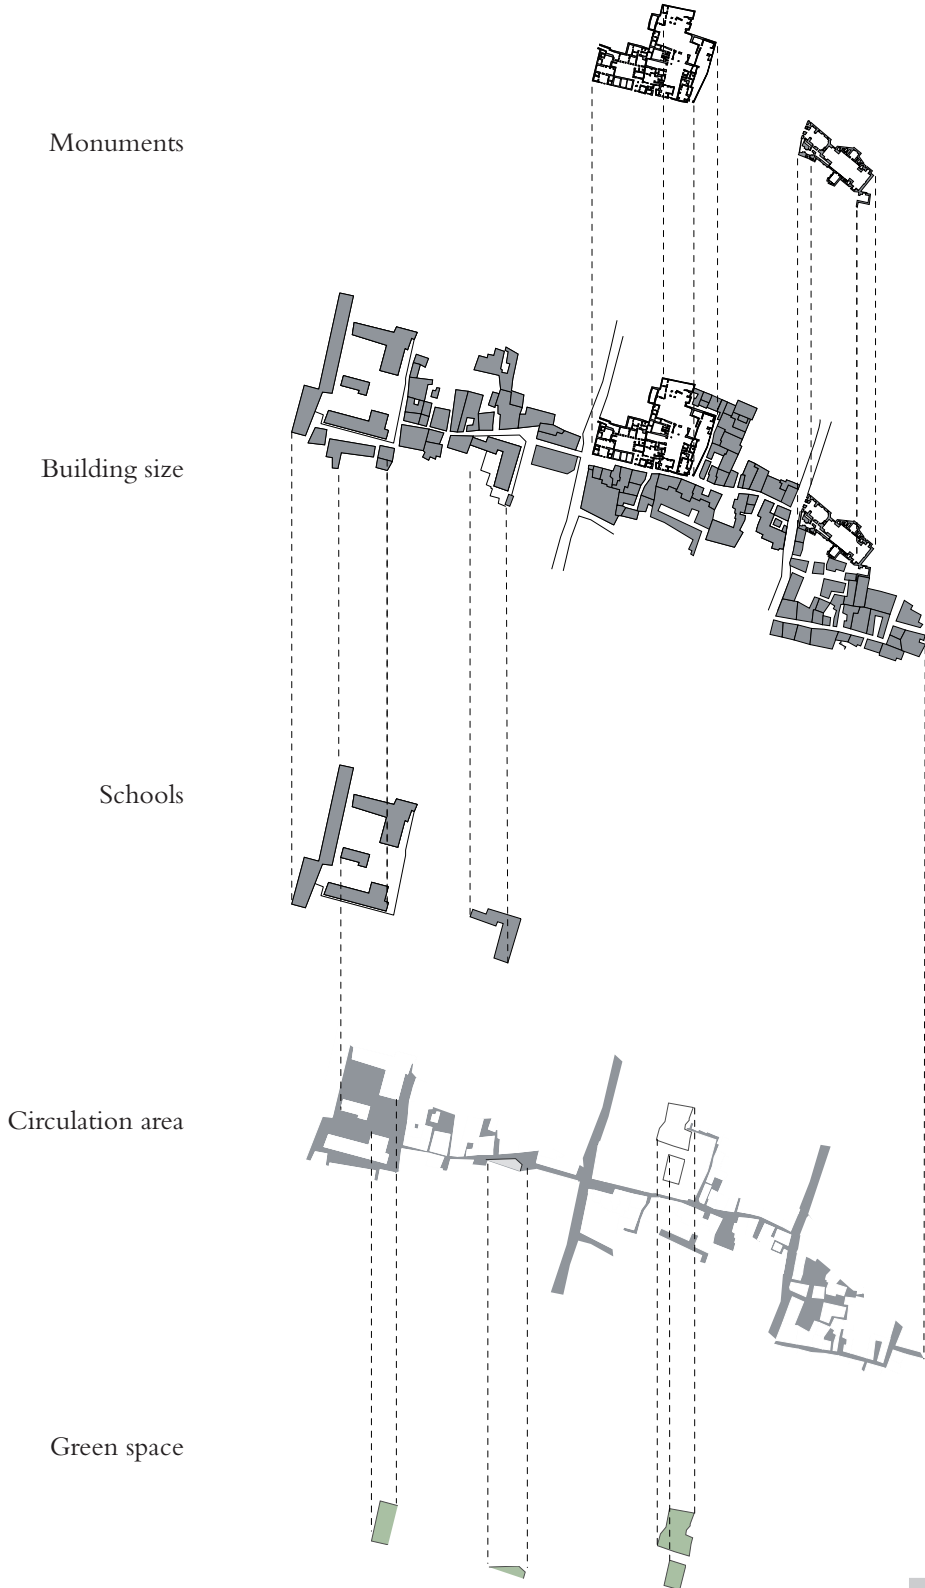 Monuments
Building size
Schools
Circulation area
Green space